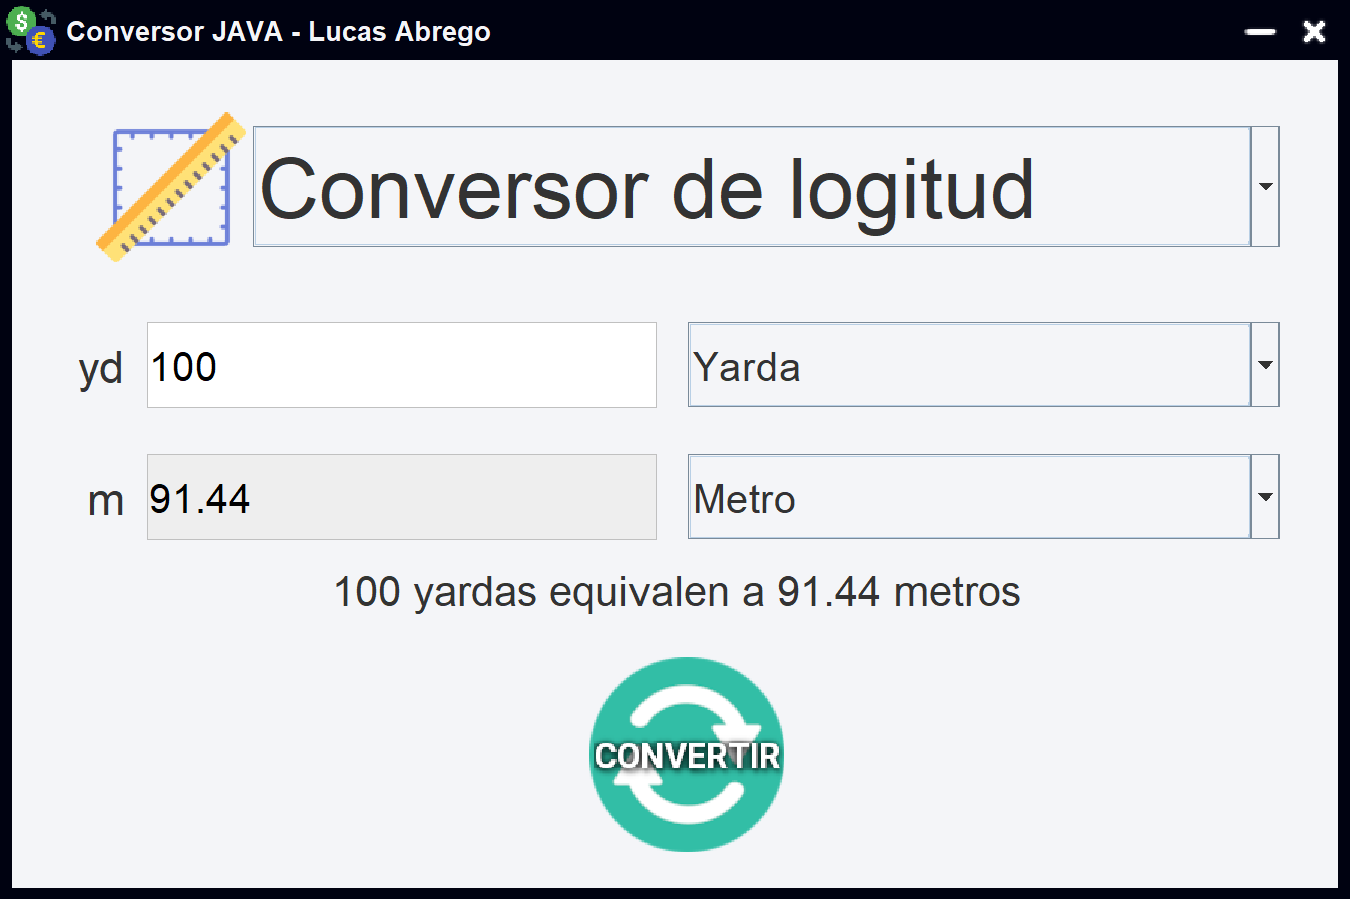 $
€
Conversor JAVA - Lucas Abrego
Conversor de logitud
yd 100 Yarda
m 91.44 Metro
100 yardas equivalen a 91.44 metros
CONVERTIR